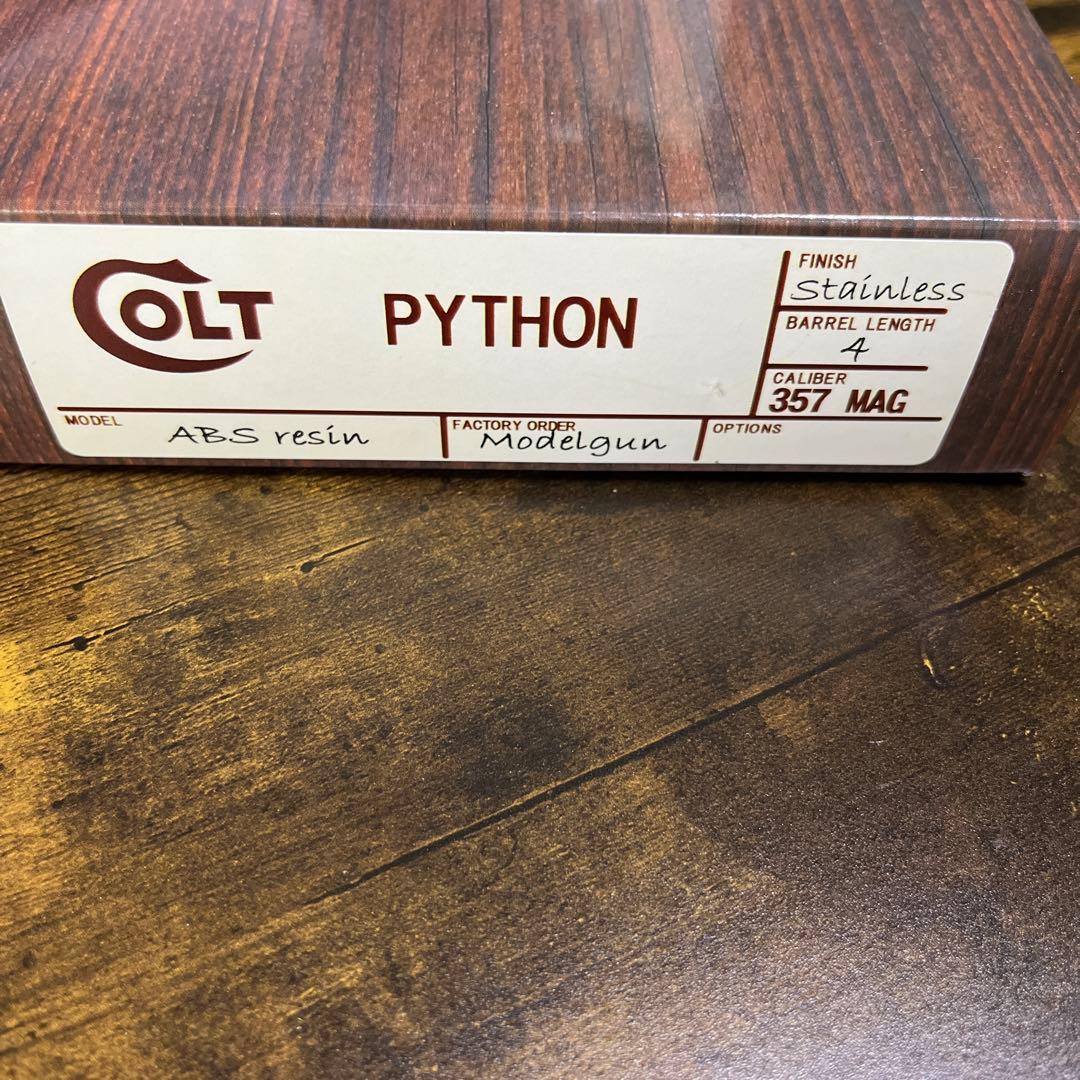 COLT
PYTHON
FINISH
Stainless
BARREL LENGTH
4
CALIBER
357 MAG
MODEL
ABS resin
FACTORY ORDER
Modelgun
OPTIONS